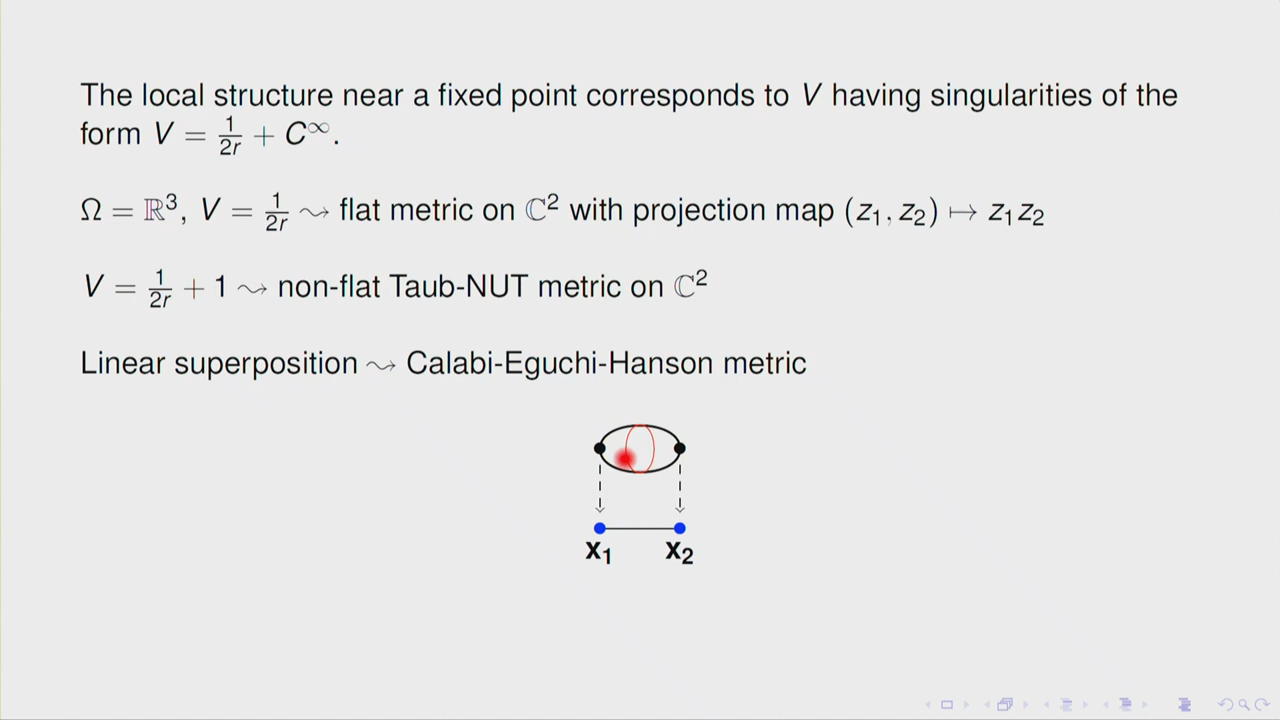 The local structure near a fixed point corresponds to V having singularities of the
form V = 1/2r + C^∞.
Ω = ℝ³, V = 1/2r ⤳ flat metric on ℂ² with projection map (z₁, z₂) ↦ z₁z₂
V = 1/2r + 1 ⤳ non-flat Taub-NUT metric on ℂ²
Linear superposition ⤳ Calabi-Eguchi-Hanson metric
x₁ x₂